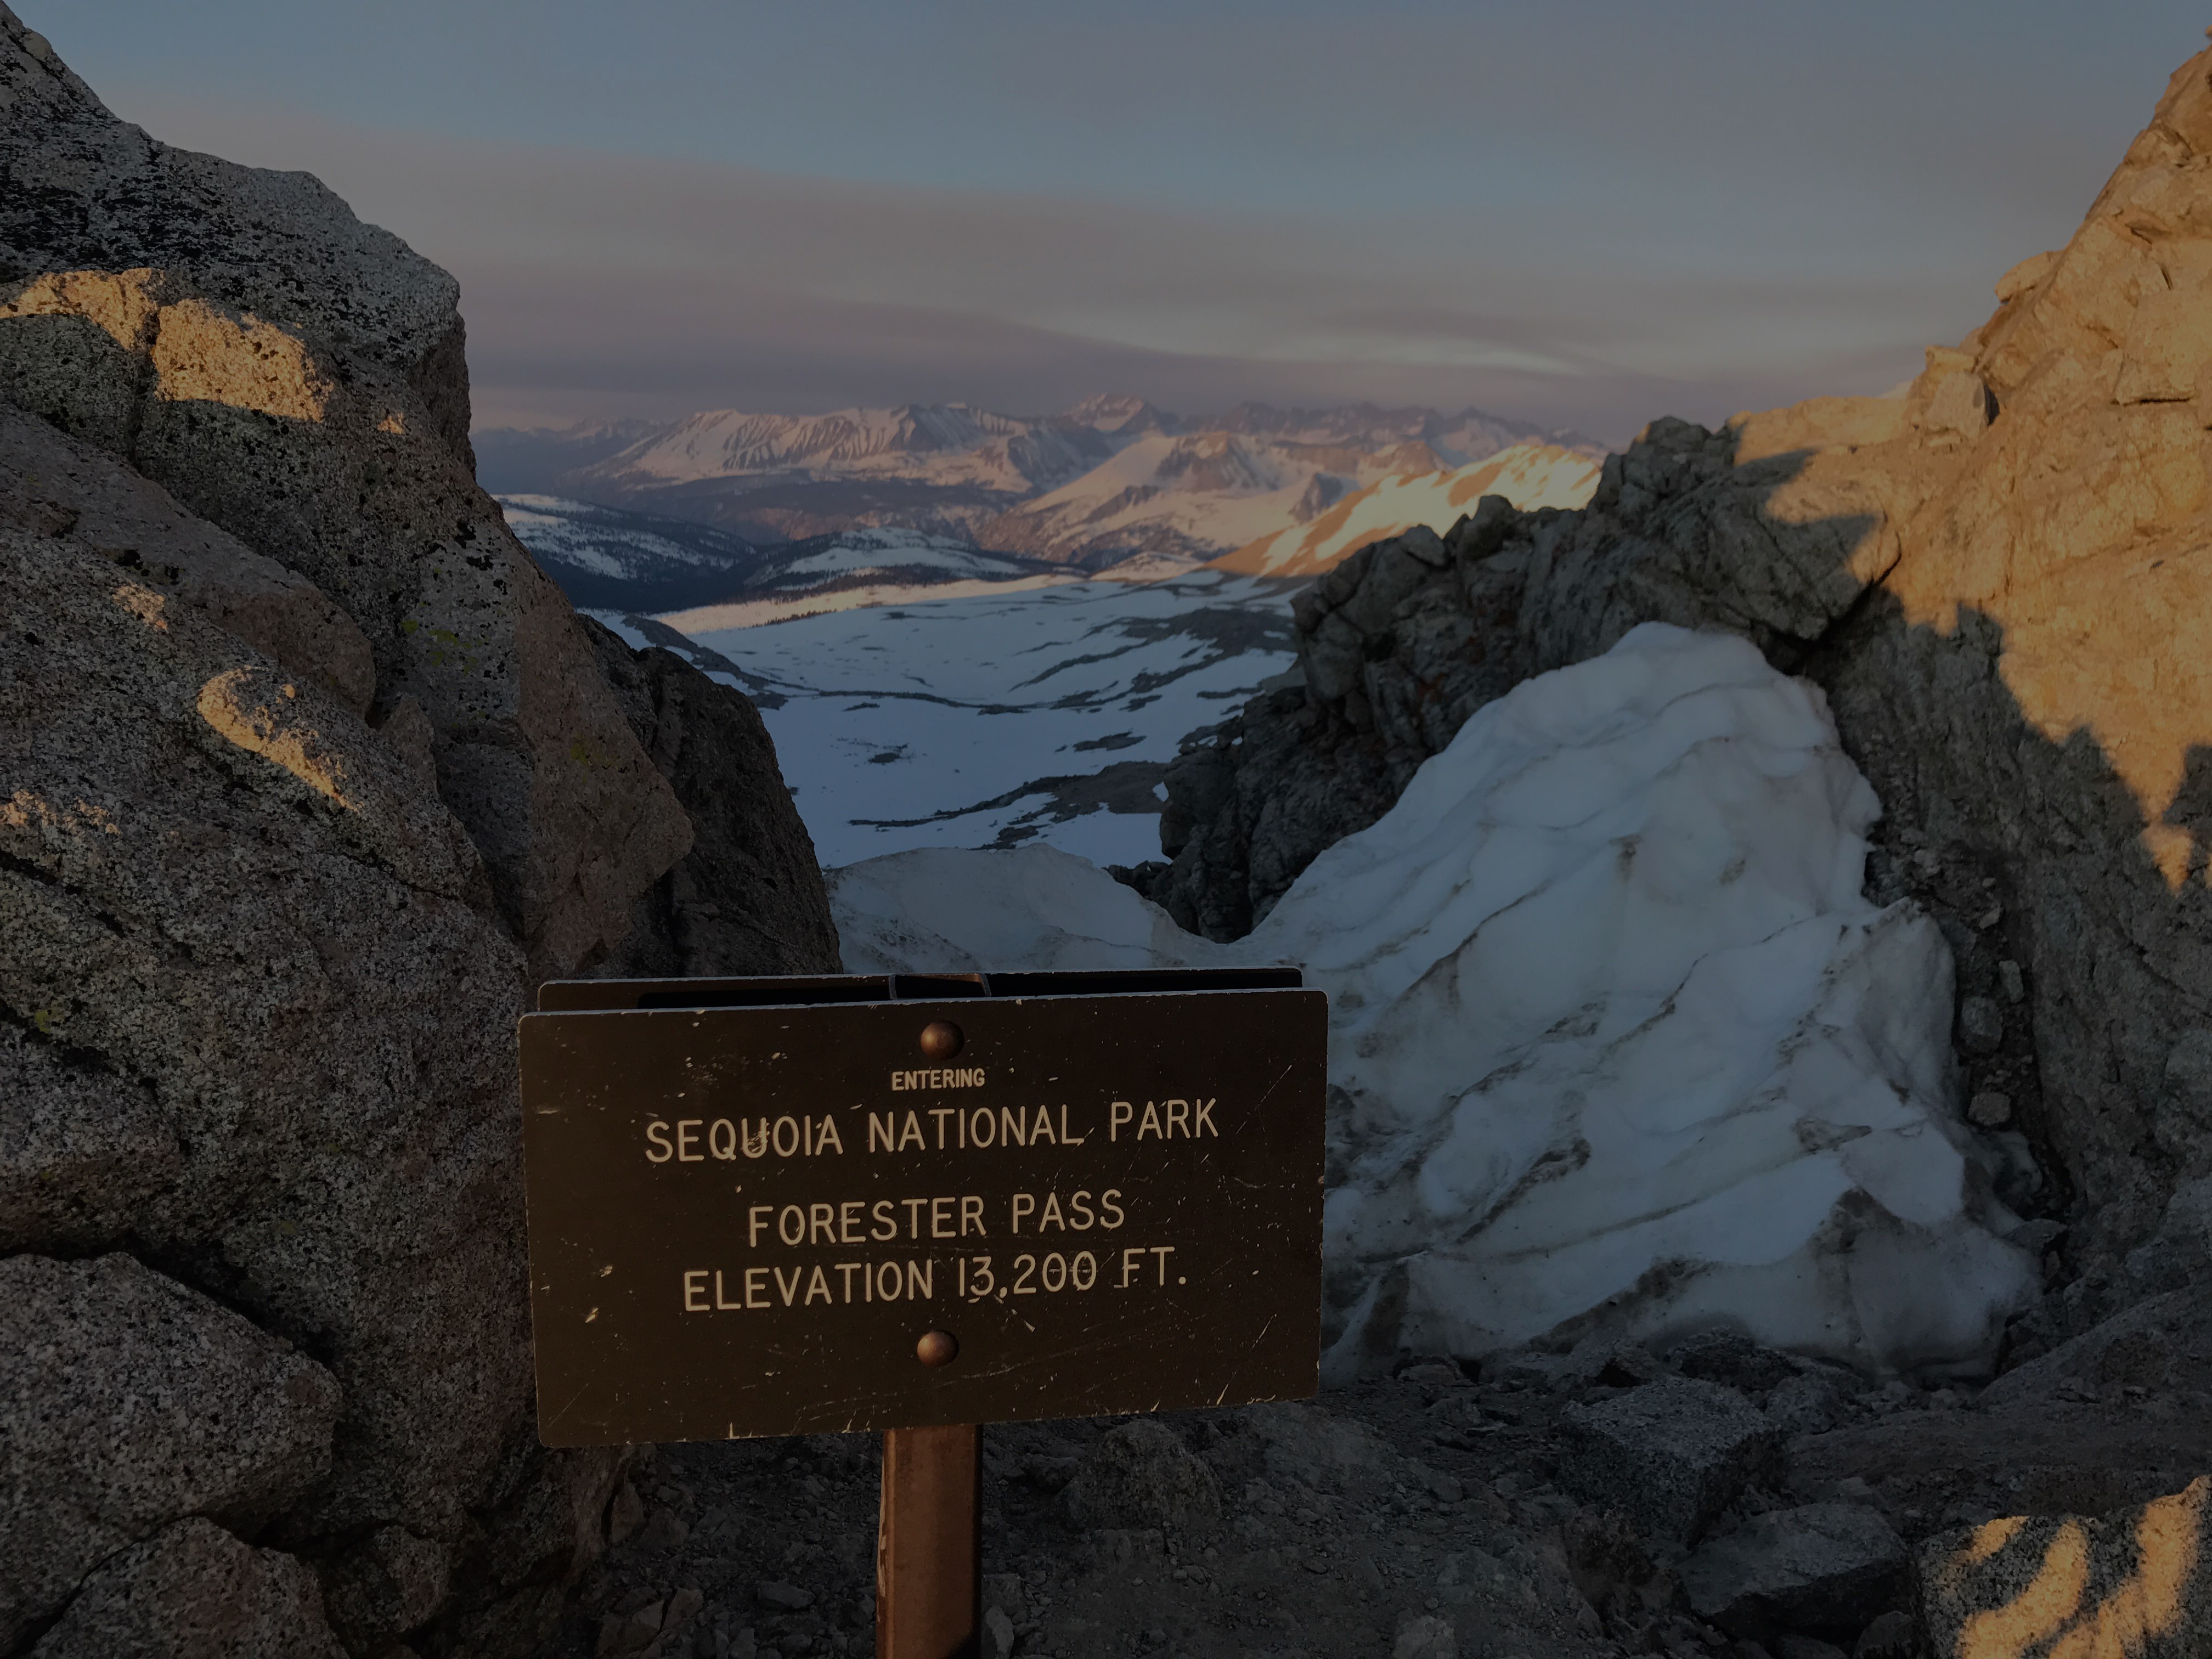 ENTERING
SEQUOIA NATIONAL PARK
FORESTER PASS
ELEVATION 13,200 FT.